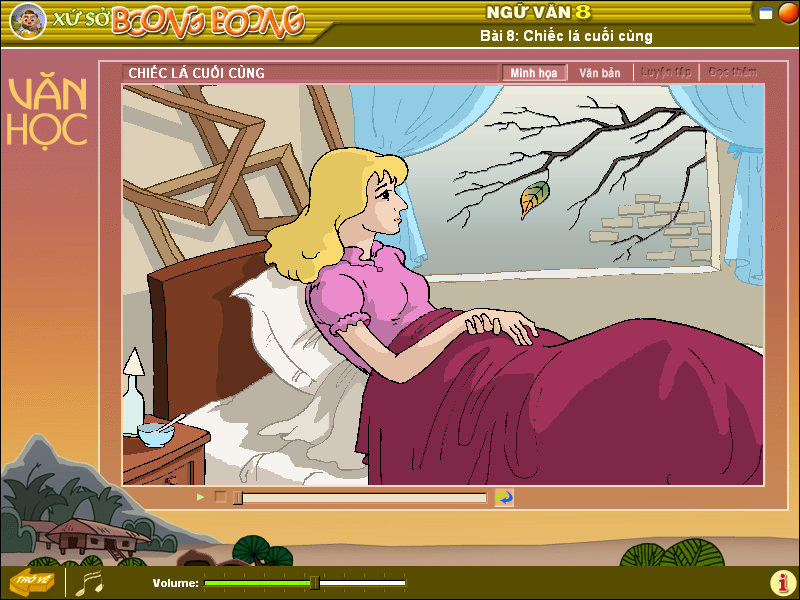 XỨ SỞ BOONG BOONG
NGỮ VĂN 8
Bài 8: Chiếc lá cuối cùng
VĂN
HỌC
CHIẾC LÁ CUỐI CÙNG
Minh họa
Văn bản
Luyện tập
Đọc thêm
TRỞ VỀ
Volume:
i